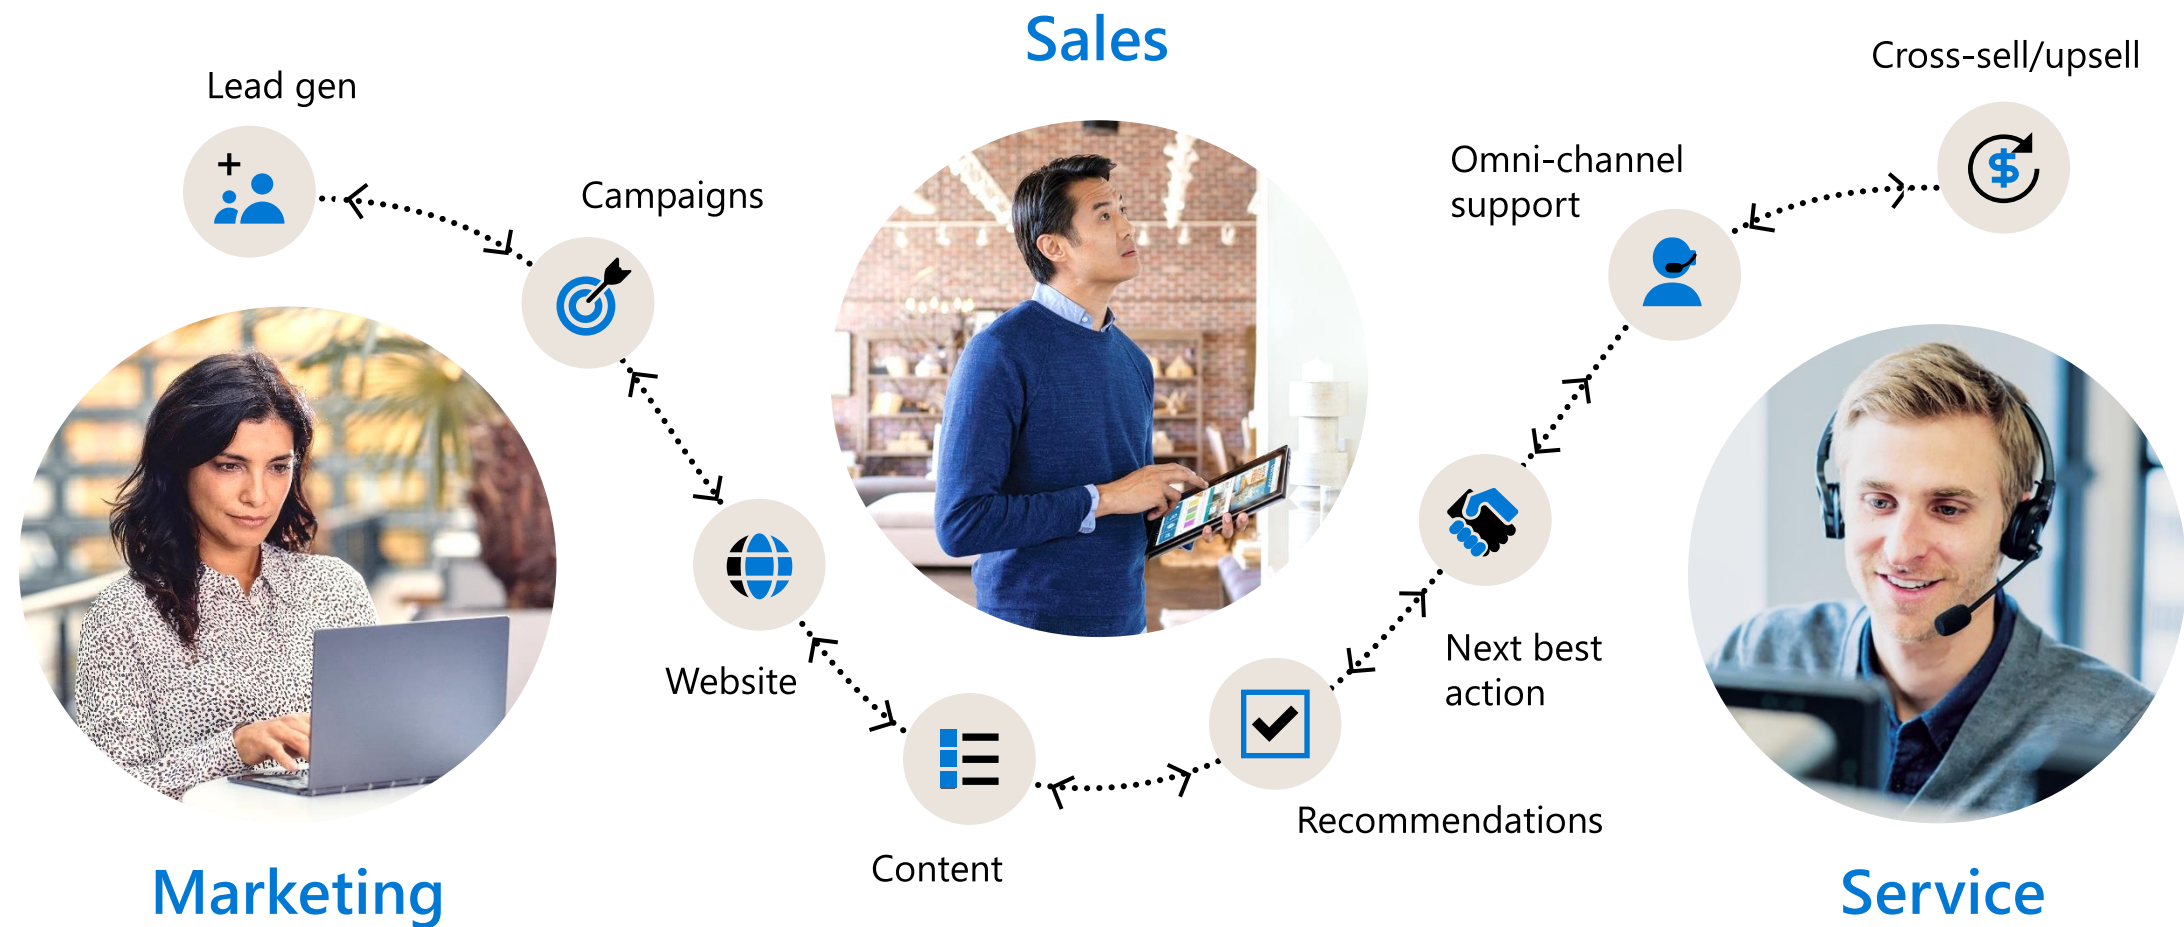 Sales
Cross-sell/upsell
Lead gen
Omni-channel
support
Campaigns
Next best
action
Website
Recommendations
Content
Marketing
Service